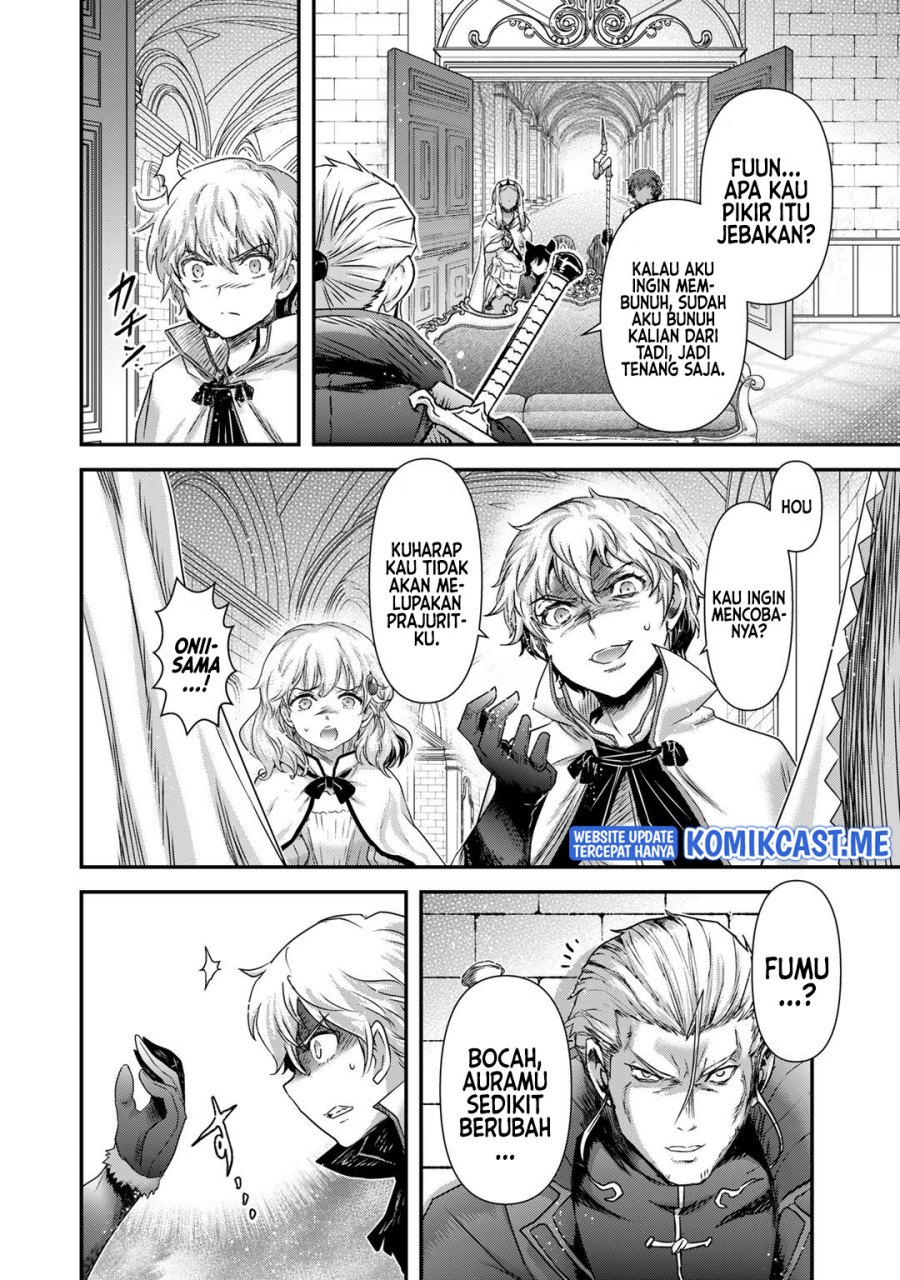 FUUN...
APA KAU
PIKIR ITU
JEBAKAN?
KALAU AKU
INGIN MEM-
BUNUH, SUDAH
AKU BUNUH
KALIAN DARI
TADI, JADI
TENANG SAJA.
カチン
HOU
KAU INGIN
MENCOBA-
NYA?
KUHARAP
KAU TIDAK
AKAN ME-
LUPAKAN
PRAJURIT-
KU.
ONII-
SAMA
...!
WEBSITE UPDATE
TERCEPAT HANYA
KOMIKCAST.ME
FUMU
...?
BOCAH,
AURAMU
SEDIKIT
BERUBAH
...